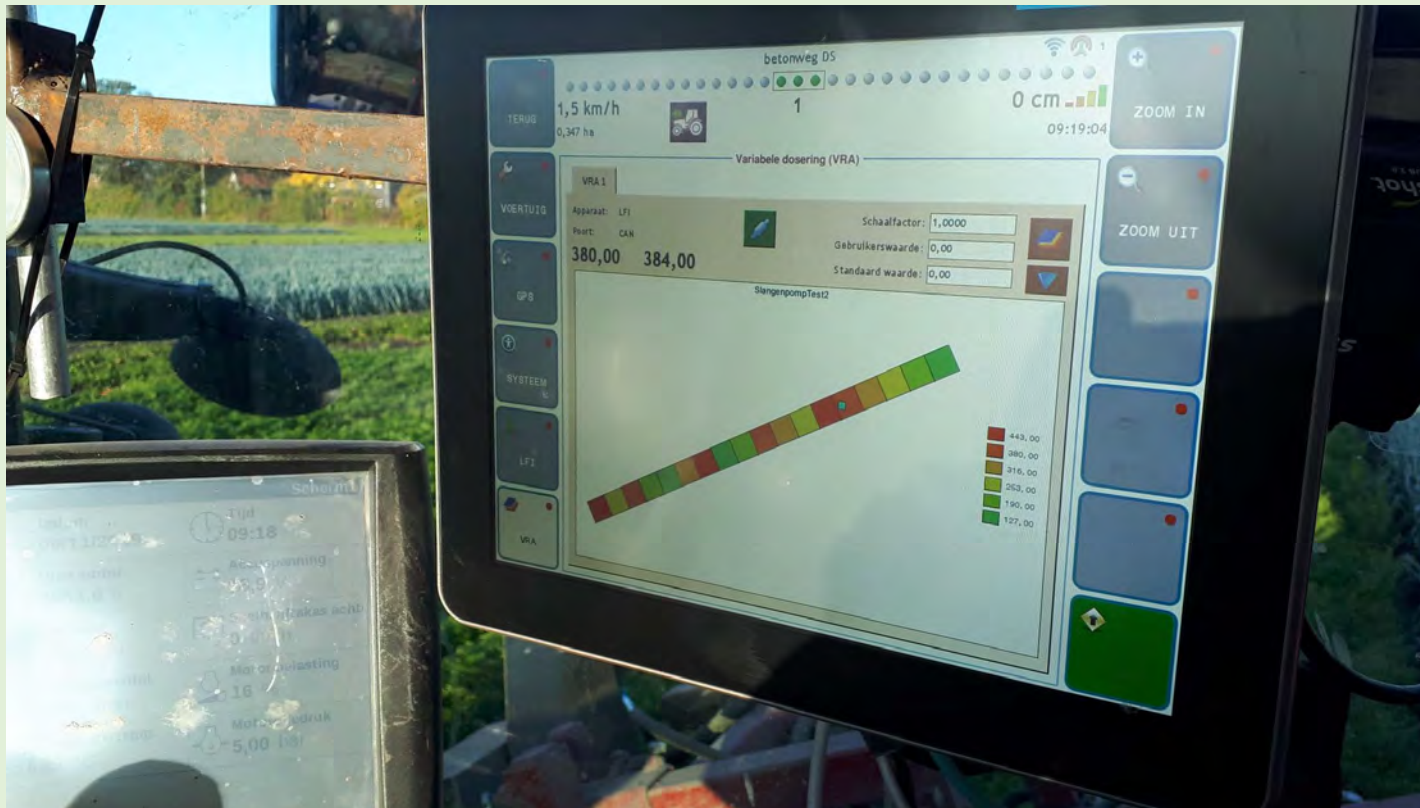 betonweg DS
1
TERUG
1,5 km/h
1
0 cm
ZOOM IN
0,347 ha
09:19:04
Variabele dosering (VRA)
VOERTUIG
VRA 1
ZOOM UIT
Apparaat: LFI
Schaalfactor: 1,0000
Poort: CAN
Gebruikerswaarde: 0,00
380,00 384,00
Standaard waarde: 0,00
GPS
SlangenpompTest2
SYSTEEM
LFI
443,00
380,00
316,00
253,00
190,00
127,00
VRA
Tijd
09:18
Motorbelasting
16
5,00